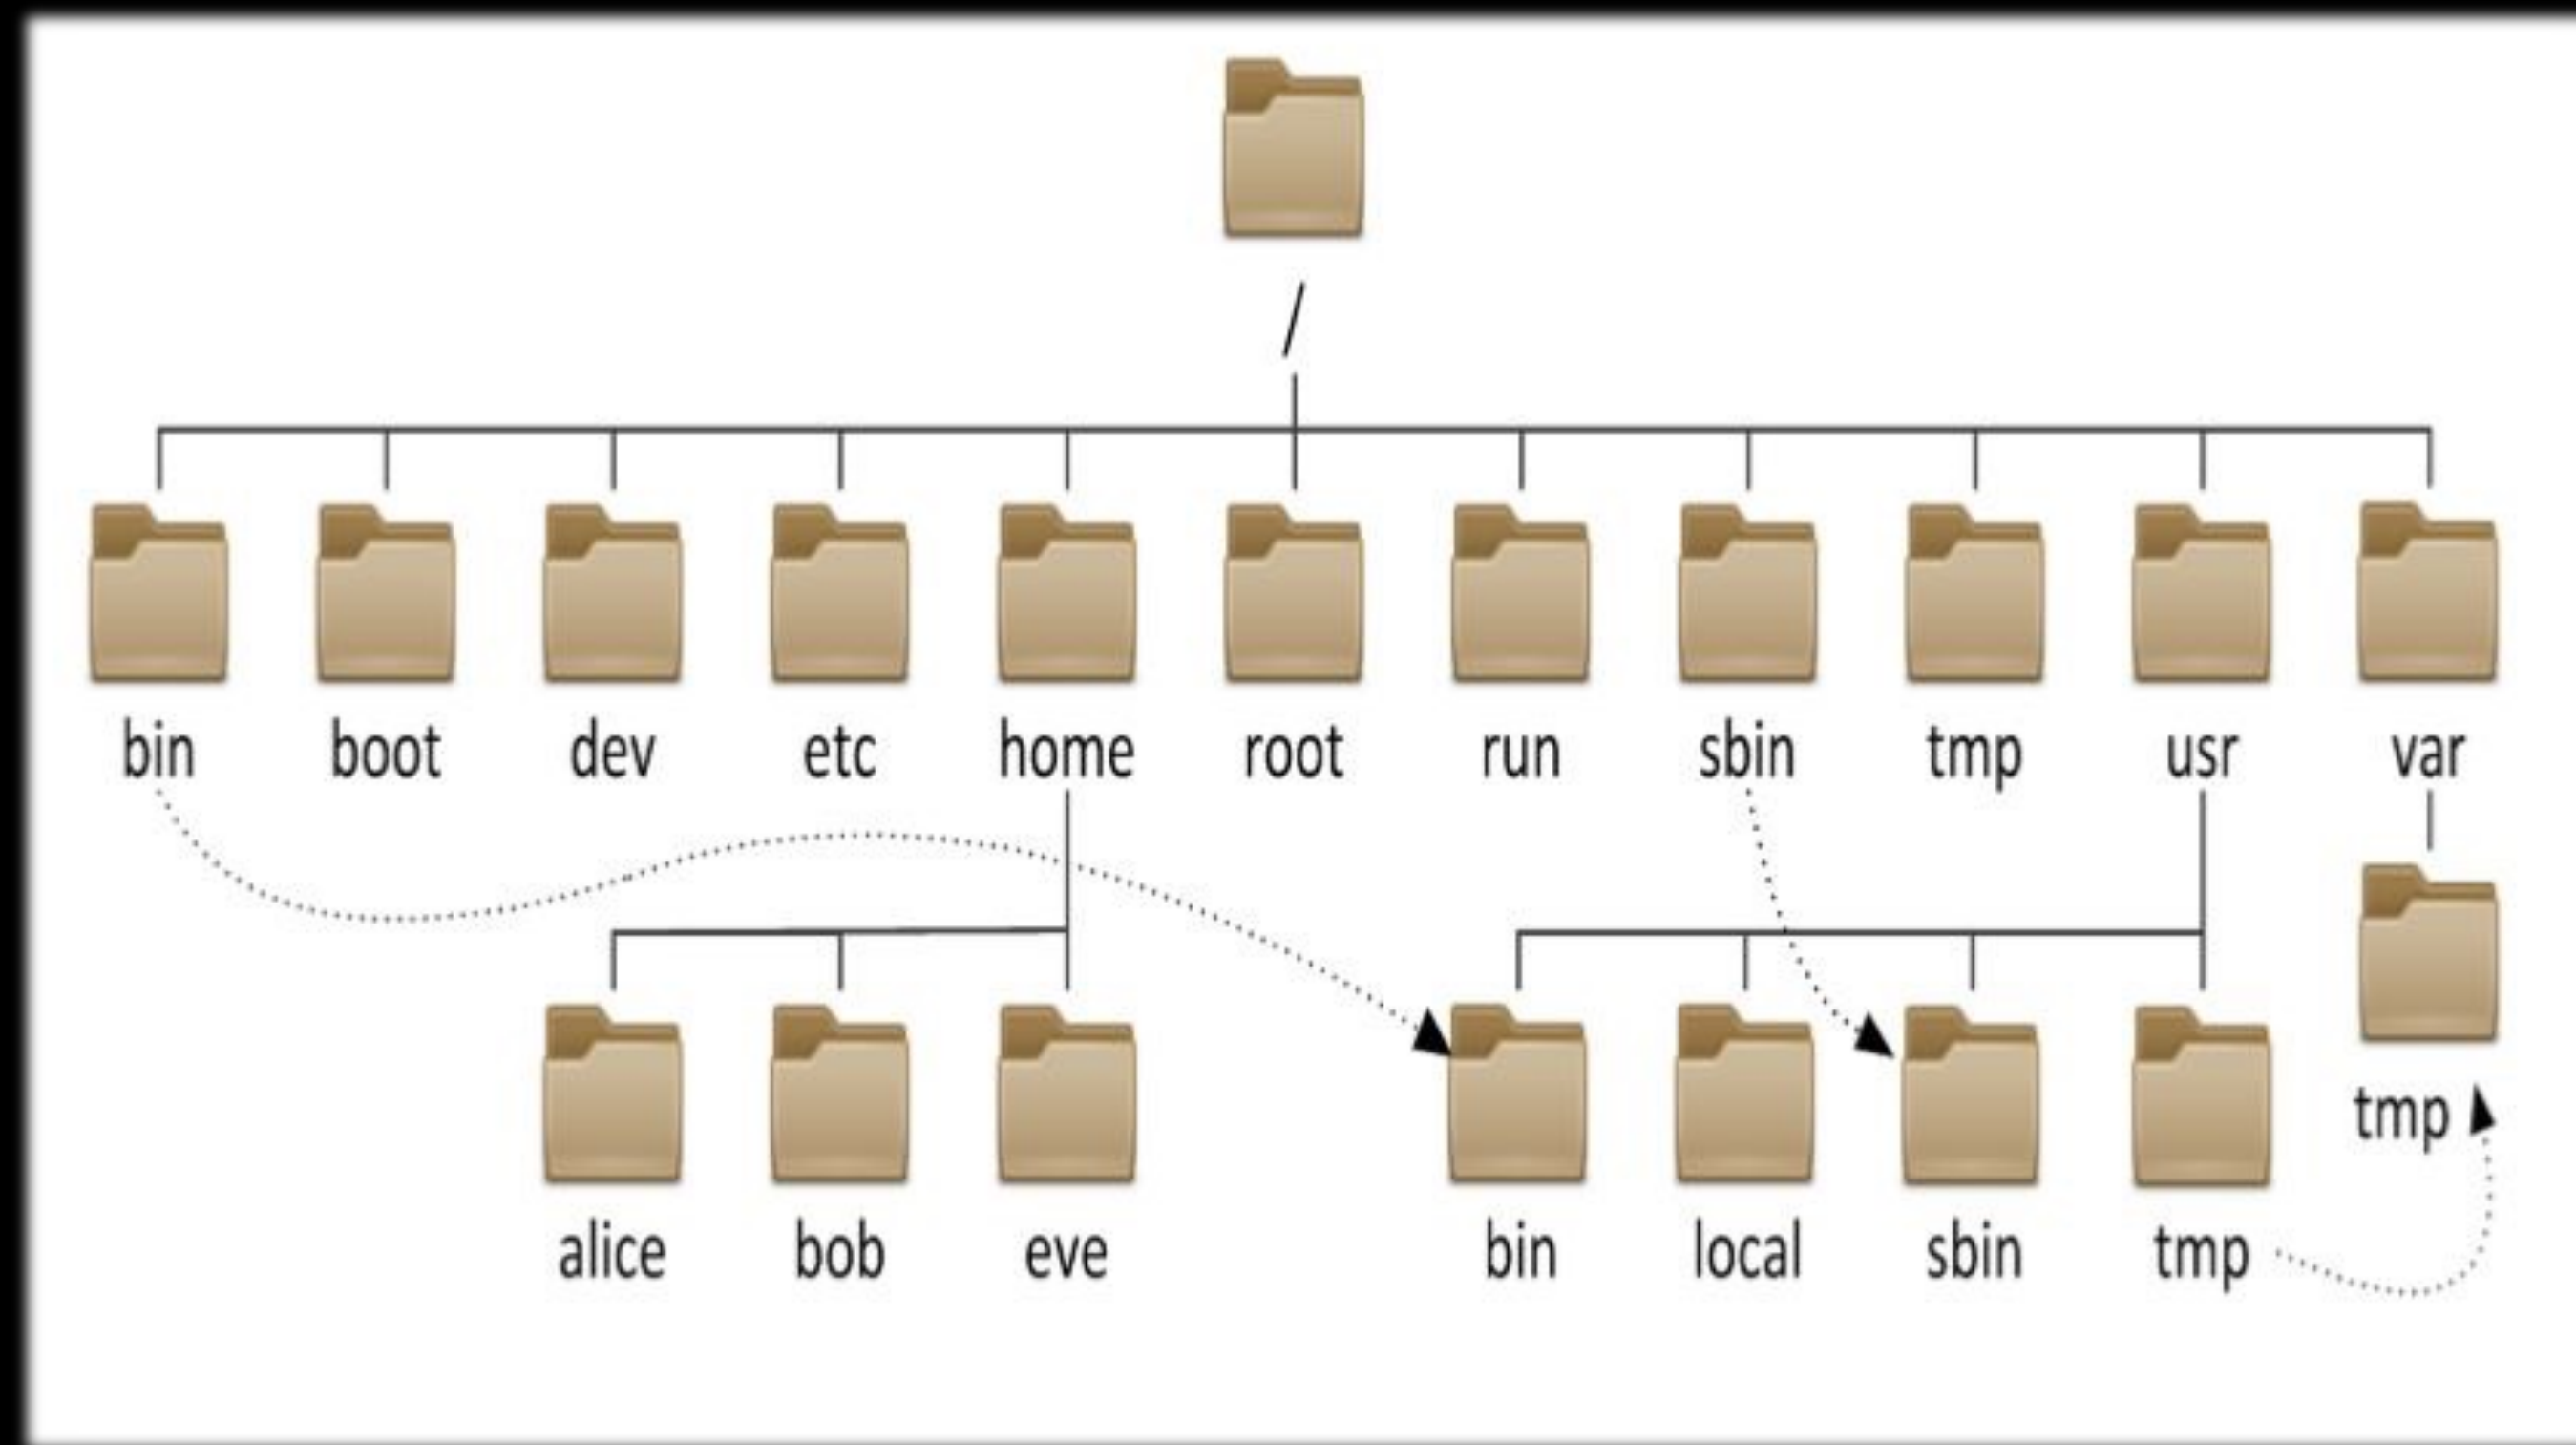 /
bin boot dev etc home root run sbin tmp usr var
tmp
alice bob eve bin local sbin tmp